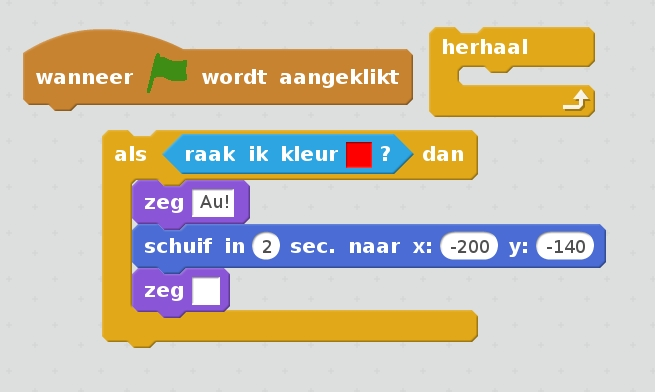 wanneer wordt aangeklikt
herhaal
als raak ik kleur ? dan
zeg Au!
schuif in 2 sec. naar x: -200 y: -140
zeg